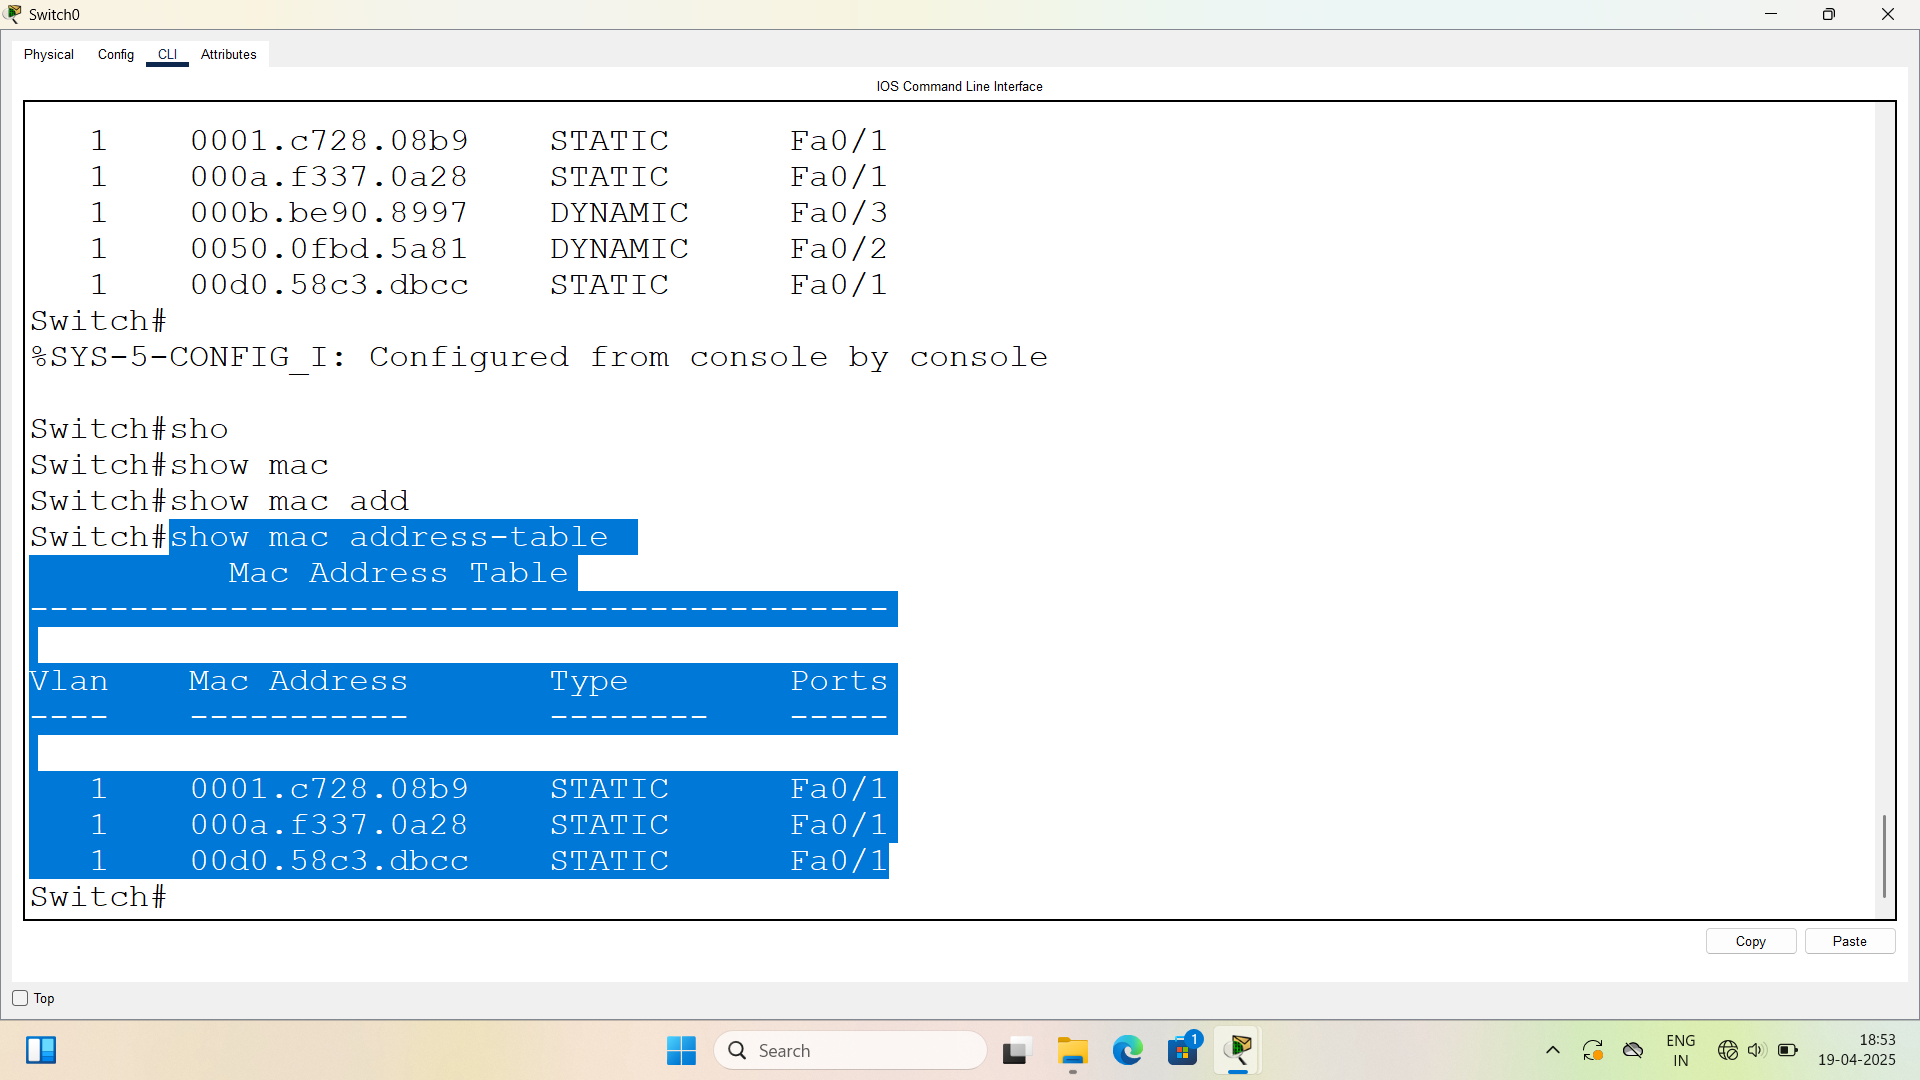 Switch0
Physical Config CLI Attributes
IOS Command Line Interface
1 0001.c728.08b9 STATIC Fa0/1
1 000a.f337.0a28 STATIC Fa0/1
1 000b.be90.8997 DYNAMIC Fa0/3
1 0050.0fbd.5a81 DYNAMIC Fa0/2
1 00d0.58c3.dbcc STATIC Fa0/1
Switch#
%SYS-5-CONFIG_I: Configured from console by console
Switch#sho
Switch#show mac
Switch#show mac add
Switch#show mac address-table
Mac Address Table
-------------------------------------------
Vlan Mac Address Type Ports
---- ----------- -------- -----
1 0001.c728.08b9 STATIC Fa0/1
1 000a.f337.0a28 STATIC Fa0/1
1 00d0.58c3.dbcc STATIC Fa0/1
Switch#
Copy Paste
Top
Search
1
ENG
IN
18:53
19-04-2025